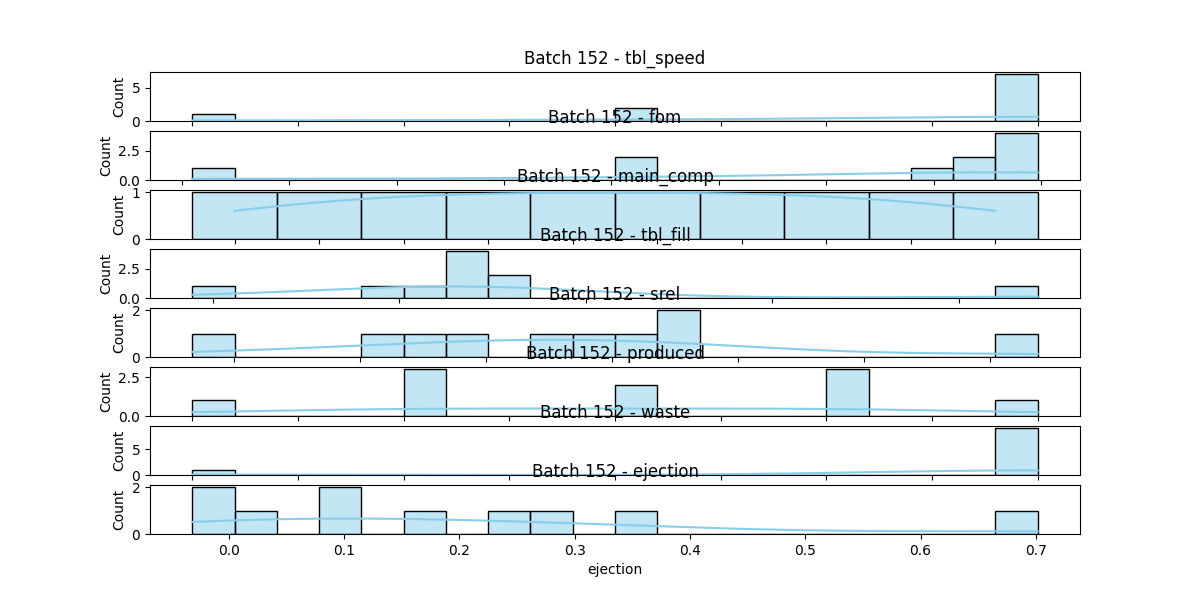 Batch 152 - tbl_speed
Count
5
0
Batch 152 - fom
Count
2.5
0.0
Batch 152 - main_comp
Count
1
0
Batch 152 - tbl_fill
Count
2.5
0.0
Batch 152 - srel
Count
2
0
Batch 152 - produced
Count
2.5
0.0
Batch 152 - waste
Count
5
0
Batch 152 - ejection
Count
2
0
0.0 0.1 0.2 0.3 0.4 0.5 0.6 0.7
ejection